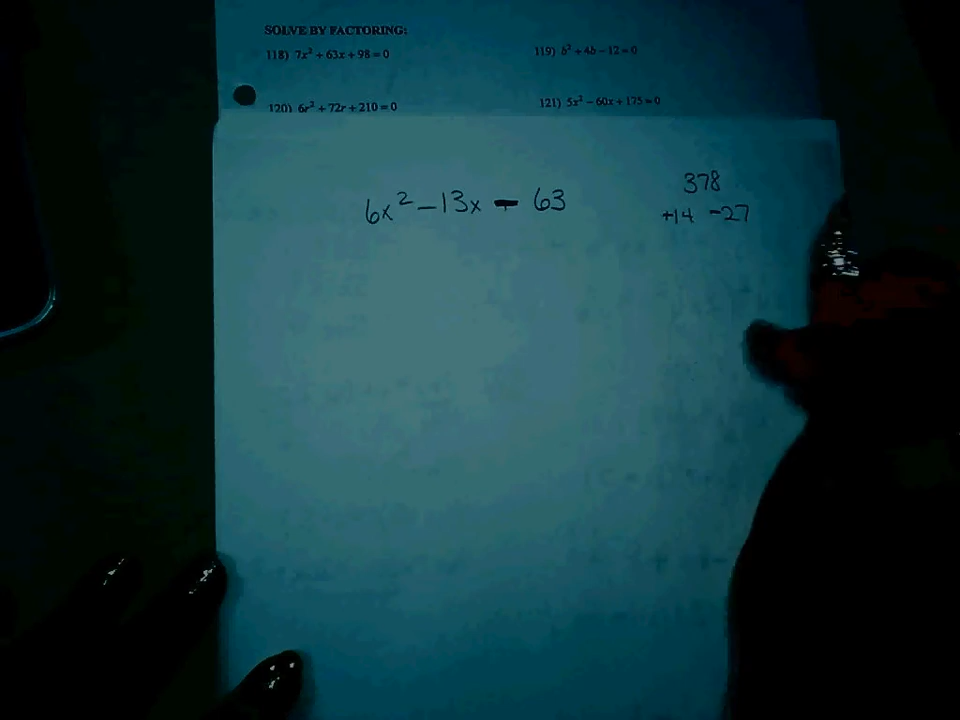 SOLVE BY FACTORING:
118) 7x² + 63x + 98 = 0
119) b² + 4b − 12 = 0
120) 6r² + 72r + 210 = 0
121) 5x² − 60x + 175 = 0
6x² − 13x − 63
378
+14 −27